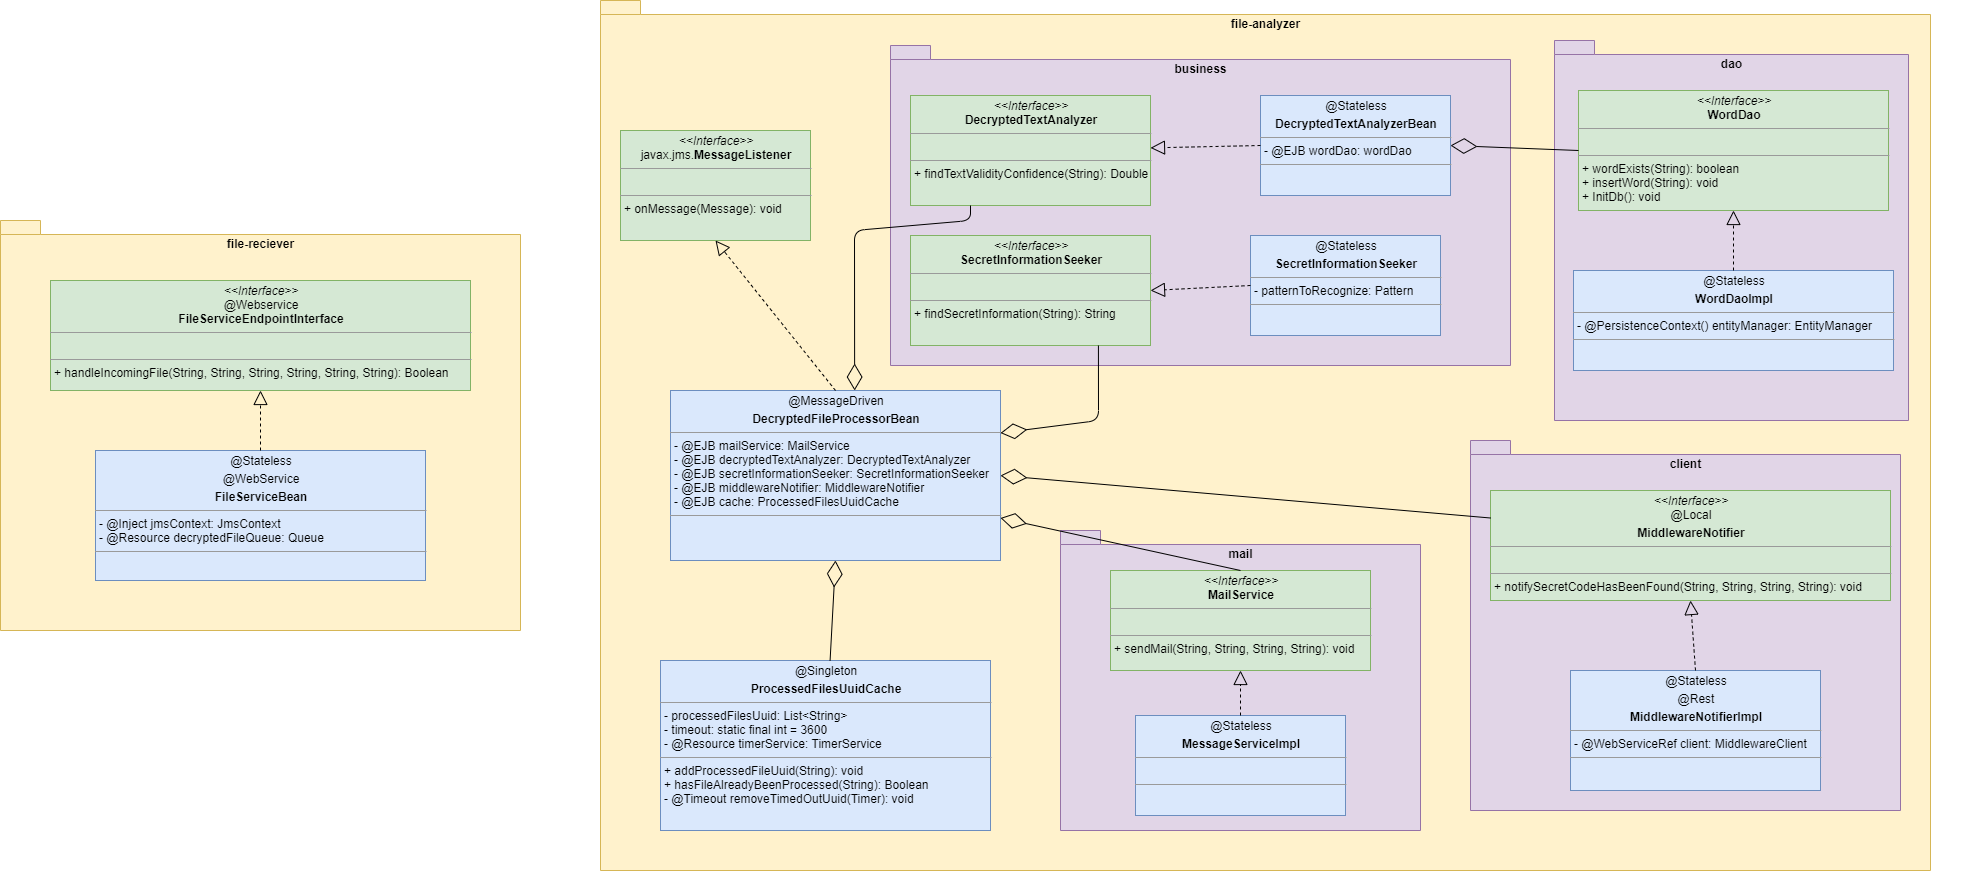 file-reciever
<<Interface>>
@Webservice
FileServiceEndpointInterface
+ handleIncomingFile(String, String, String, String, String, String): Boolean
@Stateless
@WebService
FileServiceBean
- @Inject jmsContext: JmsContext
- @Resource decryptedFileQueue: Queue
file-analyzer
<<Interface>>
javax.jms.MessageListener
+ onMessage(Message): void
business
<<Interface>>
DecryptedTextAnalyzer
+ findTextValidityConfidence(String): Double
@Stateless
DecryptedTextAnalyzerBean
- @EJB wordDao: wordDao
<<Interface>>
SecretInformationSeeker
+ findSecretInformation(String): String
@Stateless
SecretInformationSeeker
- patternToRecognize: Pattern
dao
<<Interface>>
WordDao
+ wordExists(String): boolean
+ insertWord(String): void
+ InitDb(): void
@Stateless
WordDaoImpl
- @PersistenceContext() entityManager: EntityManager
@MessageDriven
DecryptedFileProcessorBean
- @EJB mailService: MailService
- @EJB decryptedTextAnalyzer: DecryptedTextAnalyzer
- @EJB secretInformationSeeker: SecretInformationSeeker
- @EJB middlewareNotifier: MiddlewareNotifier
- @EJB cache: ProcessedFilesUuidCache
@Singleton
ProcessedFilesUuidCache
- processedFilesUuid: List<String>
- timeout: static final int = 3600
- @Resource timerService: TimerService
+ addProcessedFileUuid(String): void
+ hasFileAlreadyBeenProcessed(String): Boolean
- @Timeout removeTimedOutUuid(Timer): void
mail
<<Interface>>
MailService
+ sendMail(String, String, String, String): void
@Stateless
MessageServiceImpl
client
<<Interface>>
@Local
MiddlewareNotifier
+ notifySecretCodeHasBeenFound(String, String, String, String): void
@Stateless
@Rest
MiddlewareNotifierImpl
- @WebServiceRef client: MiddlewareClient